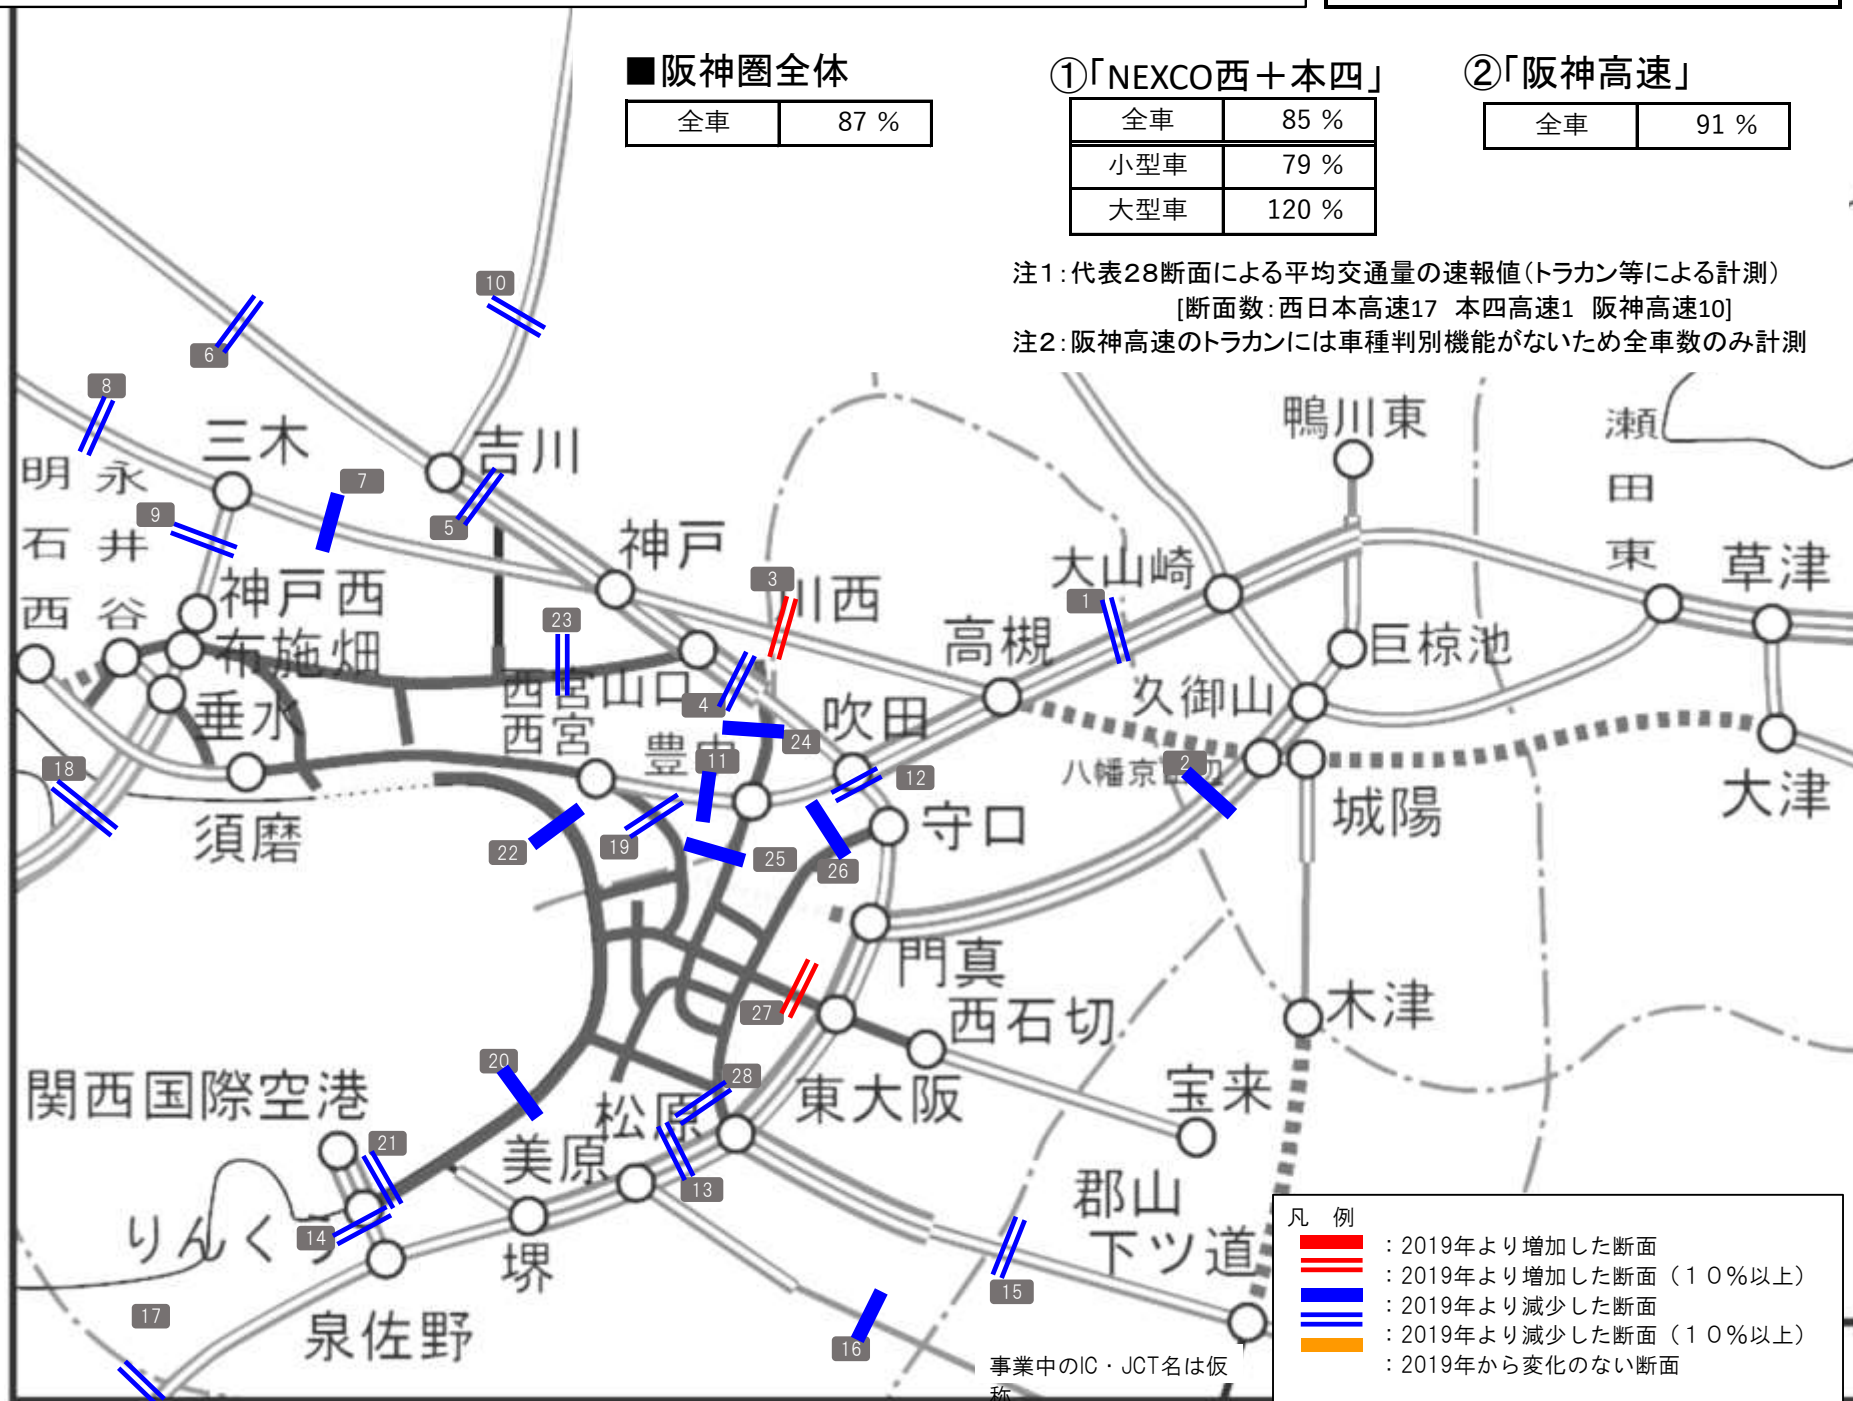 ■阪神圏全体
全車 87 %
①「NEXCO西＋本四」
全車 85 %
小型車 79 %
大型車 120 %
②「阪神高速」
全車 91 %
注1：代表28断面による平均交通量の速報値（トラカン等による計測）
[断面数：西日本高速17 本四高速1 阪神高速10]
注2：阪神高速のトラカンには車種判別機能がないため全車数のみ計測
10
6
8
三木
吉川
7
5
9
明石西
永井谷
神戸西
布施畑
神戸
3
川西
23
西宮山口
西宮
4
24
垂水
須磨
18
豊中
11
吹田
12
守口
22
19
25
26
高槻
大山崎
1
鴨川東
瀬田東
草津
巨椋池
久御山
2
城陽
大津
門真
27
西石切
木津
20
28
東大阪
宝来
関西国際空港
21
松原
美原
13
りんくう
14
堺
郡山下ツ道
15
17
泉佐野
16
事業中のIC・JCT名は仮
称
凡 例
：2019年より増加した断面
：2019年より増加した断面（１０％以上）
：2019年より減少した断面
：2019年より減少した断面（１０％以上）
：2019年から変化のない断面